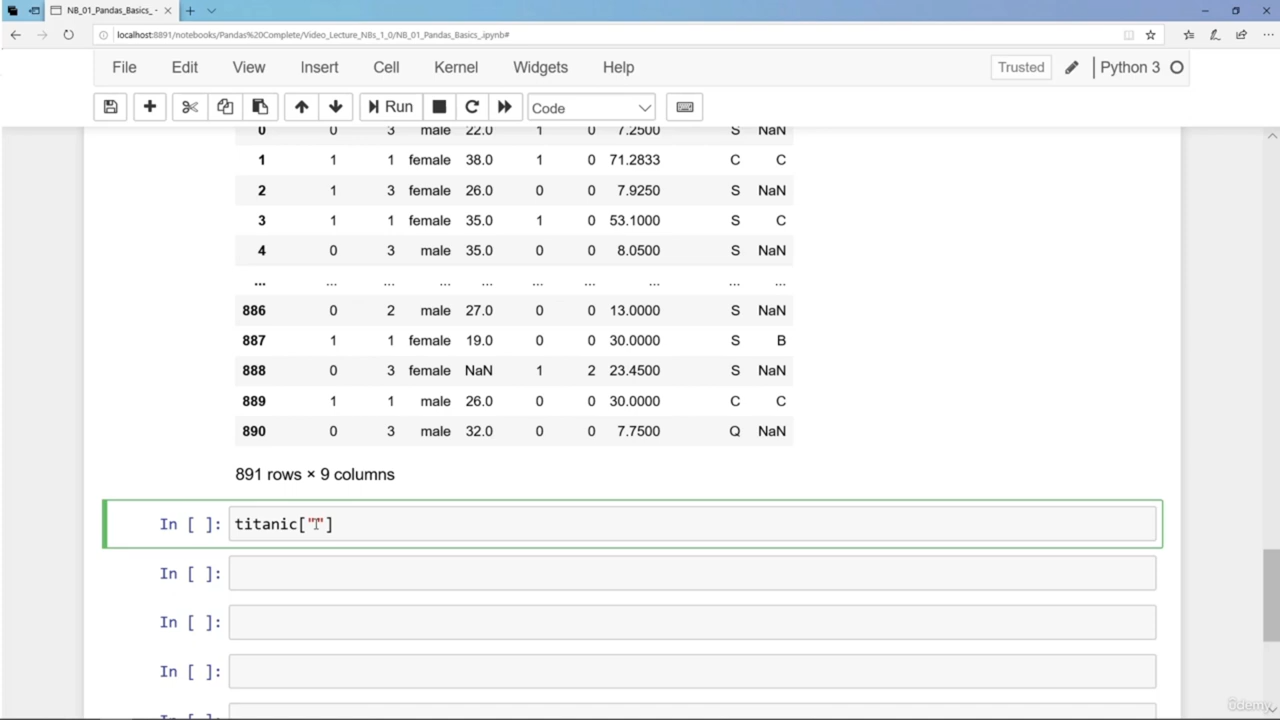 NB_01_Pandas_Basics_ -
localhost:8891/notebooks/Pandas%20Complete/Video_Lecture_NBs_1_0/NB_01_Pandas_Basics_.ipynb#
File Edit View Insert Cell Kernel Widgets Help Trusted Python 3
Run Code
0 0 3 male 22.0 1 0 7.2500 S NaN
1 1 1 female 38.0 1 0 71.2833 C C
2 1 3 female 26.0 0 0 7.9250 S NaN
3 1 1 female 35.0 1 0 53.1000 S C
4 0 3 male 35.0 0 0 8.0500 S NaN
... ... ... ... ... ... ... ... ... ...
886 0 2 male 27.0 0 0 13.0000 S NaN
887 1 1 female 19.0 0 0 30.0000 S B
888 0 3 female NaN 1 2 23.4500 S NaN
889 1 1 male 26.0 0 0 30.0000 C C
890 0 3 male 32.0 0 0 7.7500 Q NaN
891 rows × 9 columns
In [ ]: titanic[""]
In [ ]:
In [ ]:
In [ ]:
In [ ]:
ûdemy